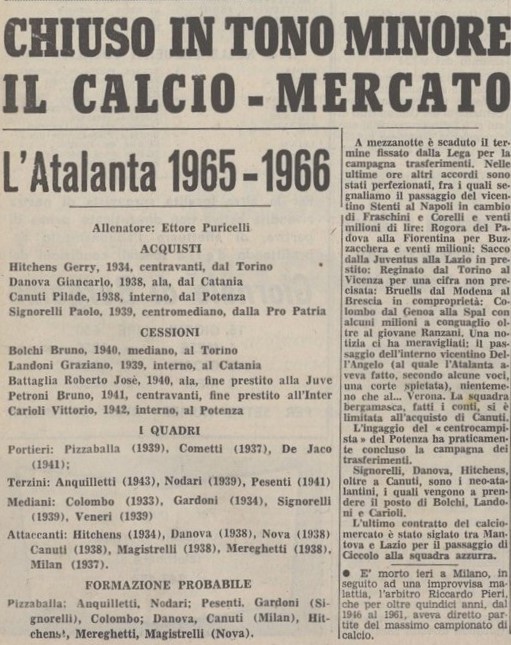 CHIUSO IN TONO MINORE
IL CALCIO - MERCATO
L'Atalanta 1965-1966
Allenatore: Ettore Puricelli
ACQUISTI
Hitchens Gerry, 1934, centravanti, dal Torino
Danova Giancarlo, 1938, ala, dal Catania
Canuti Pilade, 1938, interno, dal Potenza
Signorelli Paolo, 1939, centromediano, dalla Pro Patria
CESSIONI
Bolchi Bruno, 1940, mediano, al Torino
Landoni Graziano, 1939, interno, al Catania
Battaglia Roberto José, 1940, ala, fine prestito alla Juve
Petroni Bruno, 1941, centravanti, fine prestito all'Inter
Carioli Vittorio, 1942, interno, al Potenza
I QUADRI
Portieri: Pizzaballa (1939), Cometti (1937), De Jaco
(1941);
Terzini: Anquilletti (1943), Nodari (1939), Pesenti (1941)
Mediani: Colombo (1933), Gardoni (1934), Signorelli
(1939), Veneri (1939)
Attaccanti: Hitchens (1934), Danova (1938), Nova (1938)
Canuti (1938), Magistrelli (1938), Mereghetti (1938),
Milan (1937).
FORMAZIONE PROBABILE
Pizzaballa; Anquilletti, Nodari; Pesenti. Gardoni (Si-
gnorelli), Colombo; Danova, Canuti (Milan), Hit-
chens, Mereghetti, Magistrelli (Nova).
A mezzanotte è scaduto il ter-
mine fissato dalla Lega per la
campagna trasferimenti. Nelle
ultime ore altri accordi sono
stati perfezionati, fra i quali se-
gnaliamo il passaggio del vicen-
tino Stenti al Napoli in cambio
di Fraschini e Corelli e venti
milioni di lire: Rogora del Pa-
dova alla Fiorentina per Buz-
zacchera e venti milioni; Sacco
dalla Juventus alla Lazio in pre-
stito; Reginato dal Torino al
Vicenza per una cifra non pre-
cisata: Bruells dal Modena al
Brescia in comproprietà: Co-
lombo dal Genoa alla Spal con
alcuni milioni a conguaglio ol-
tre al giovane Ranzani. Una no-
tizia ci ha meravigliati; il pas-
saggio dell'interno vicentino Del-
l'Angelo (al quale l'Atalanta a-
veva fatto, secondo alcune voci,
una corte spietata), nienteme-
no che al... Verona. La squadra
bergamasca, fatti i conti, si è
limitata all'acquisto di Canuti.
L'ingaggio del «centrocampi-
sta» del Potenza ha praticamen-
te concluso la campagna dei
trasferimenti.
Signorelli, Danova, Hitchens,
oltre a Canuti, sono i neo-ata-
lantini, i quali vengono a pren-
dere il posto di Bolchi, Lando-
ni e Carioli.
L'ultimo contratto del calcio-
mercato è stato siglato tra Man-
tova e Lazio per il passaggio di
Ciccolo alla squadra azzurra.
● E' morto ieri a Milano, in
seguito ad una improvvisa ma-
lattia, l'arbitro Riccardo Pieri,
che per oltre quindici anni, dal
1946 al 1961, aveva diretto parti-
te del massimo campionato di
calcio.